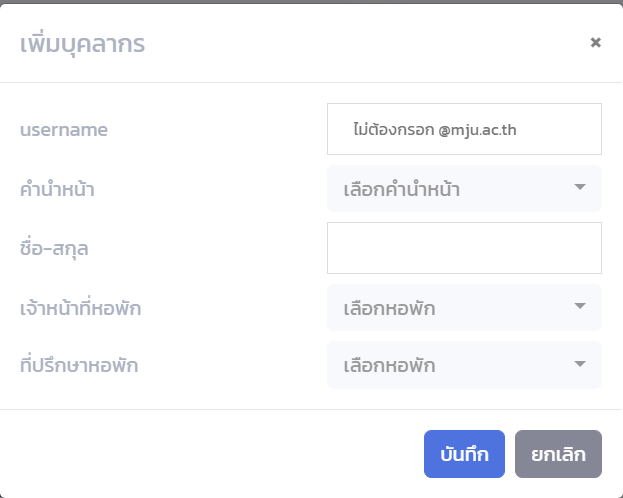 เพิ่มบุคลากร ×
username ไม่ต้องกรอก @mju.ac.th
คำนำหน้า เลือกคำนำหน้า
ชื่อ-สกุล
เจ้าหน้าที่หอพัก เลือกหอพัก
ที่ปรึกษาหอพัก เลือกหอพัก
บันทึก ยกเลิก